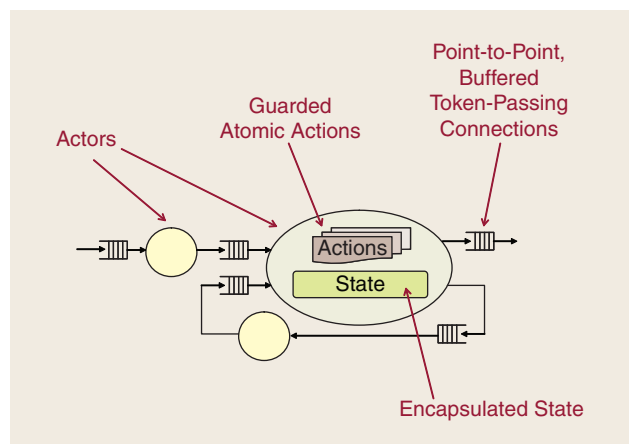 Point-to-Point,
Buffered
Token-Passing
Connections
Guarded
Atomic Actions
Actors
Actions
State
Encapsulated State